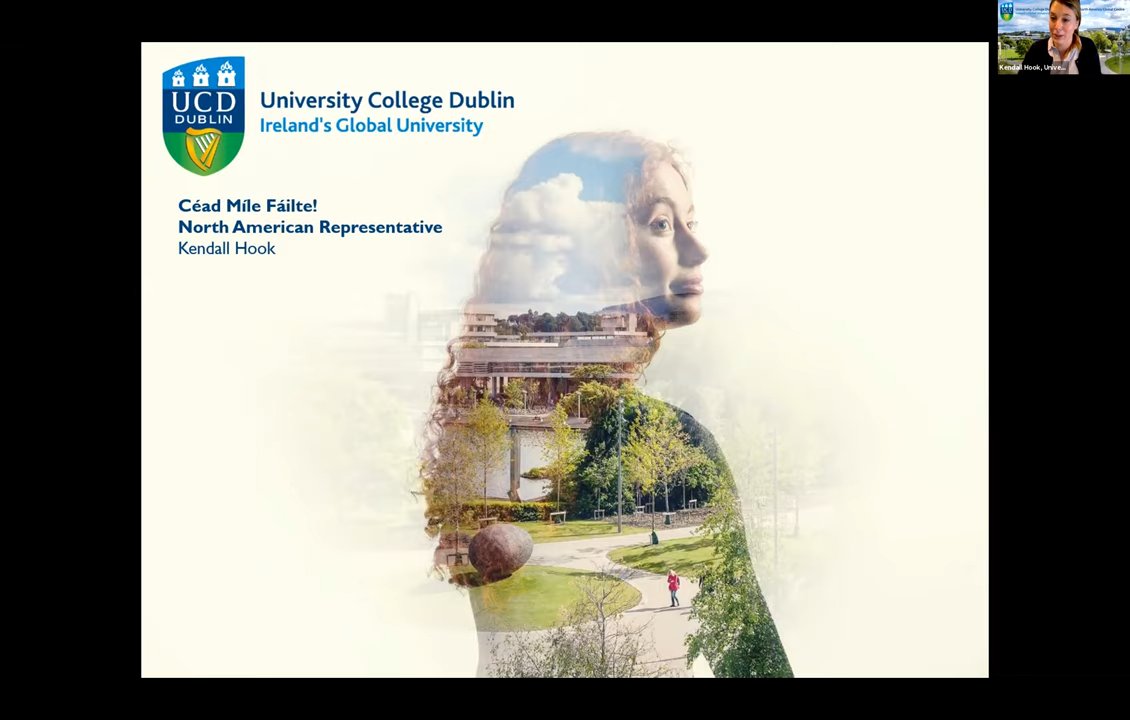 UCD
DUBLIN
University College Dublin
Ireland's Global University
Céad Míle Fáilte!
North American Representative
Kendall Hook
Kendall Hook, Unive...